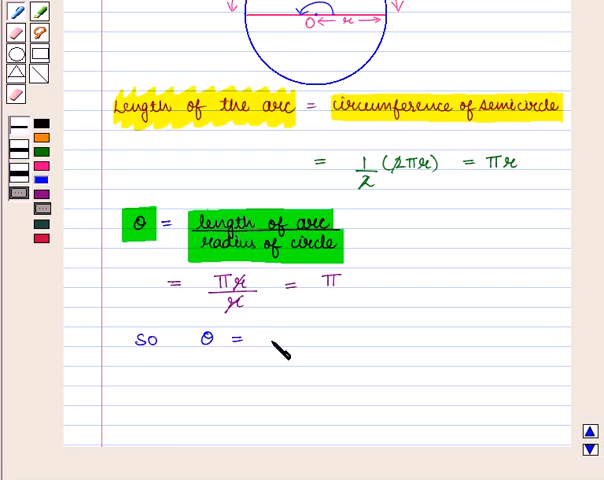 O r
Length of the arc = circumference of semicircle
= 1/2 (2πr) = πr
θ = length of arc / radius of circle
= πr/r = π
so θ =